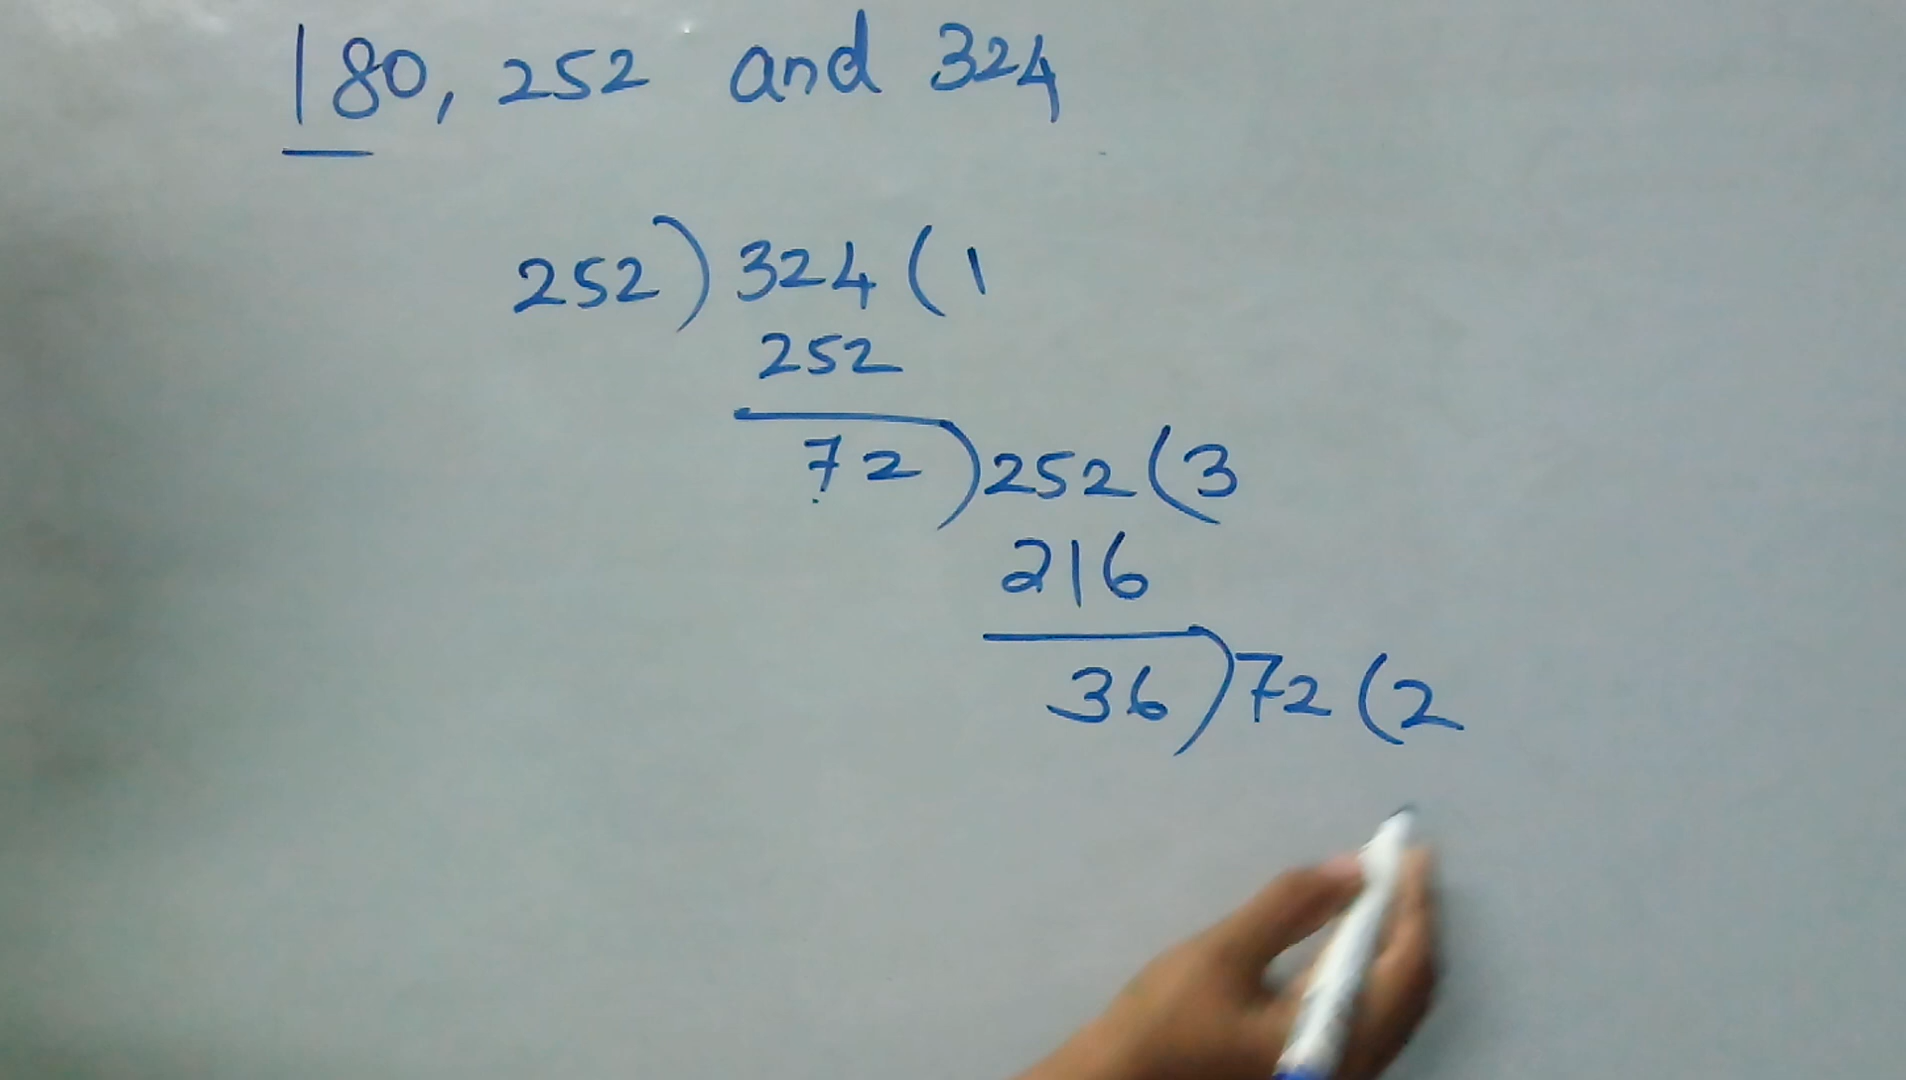 180, 252 and 324
252) 324 (1
252
72) 252 (3
216
36) 72 (2